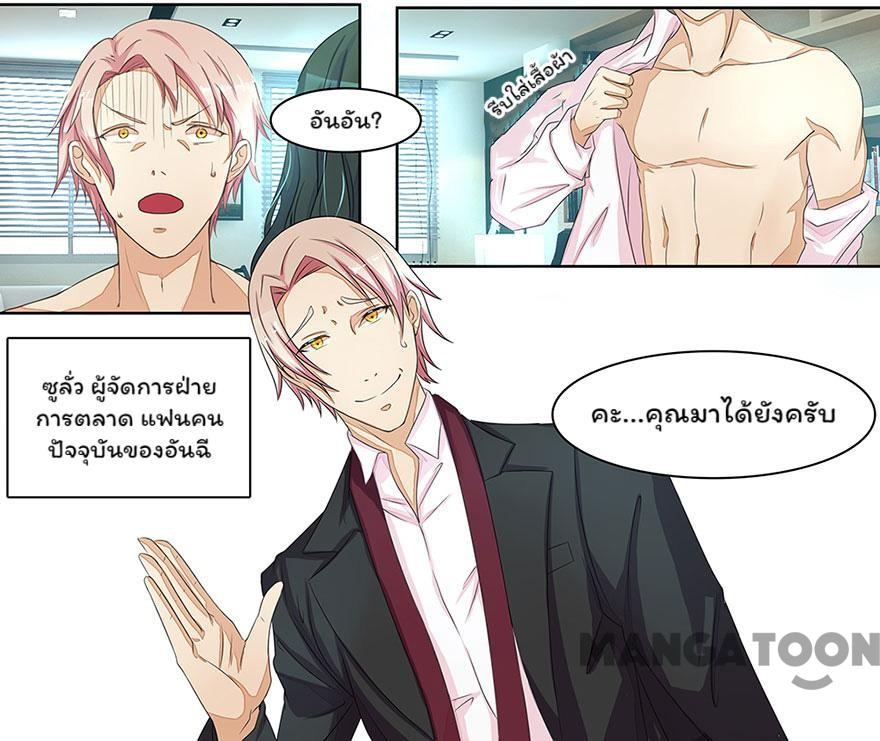 อันอัน?
รีบใส่เสื้อผ้า
ซูลั่ว ผู้จัดการฝ่าย
การตลาด แฟนคน
ปัจจุบันของอันฉี
คะ...คุณมาได้ยังครับ
MANGATOON